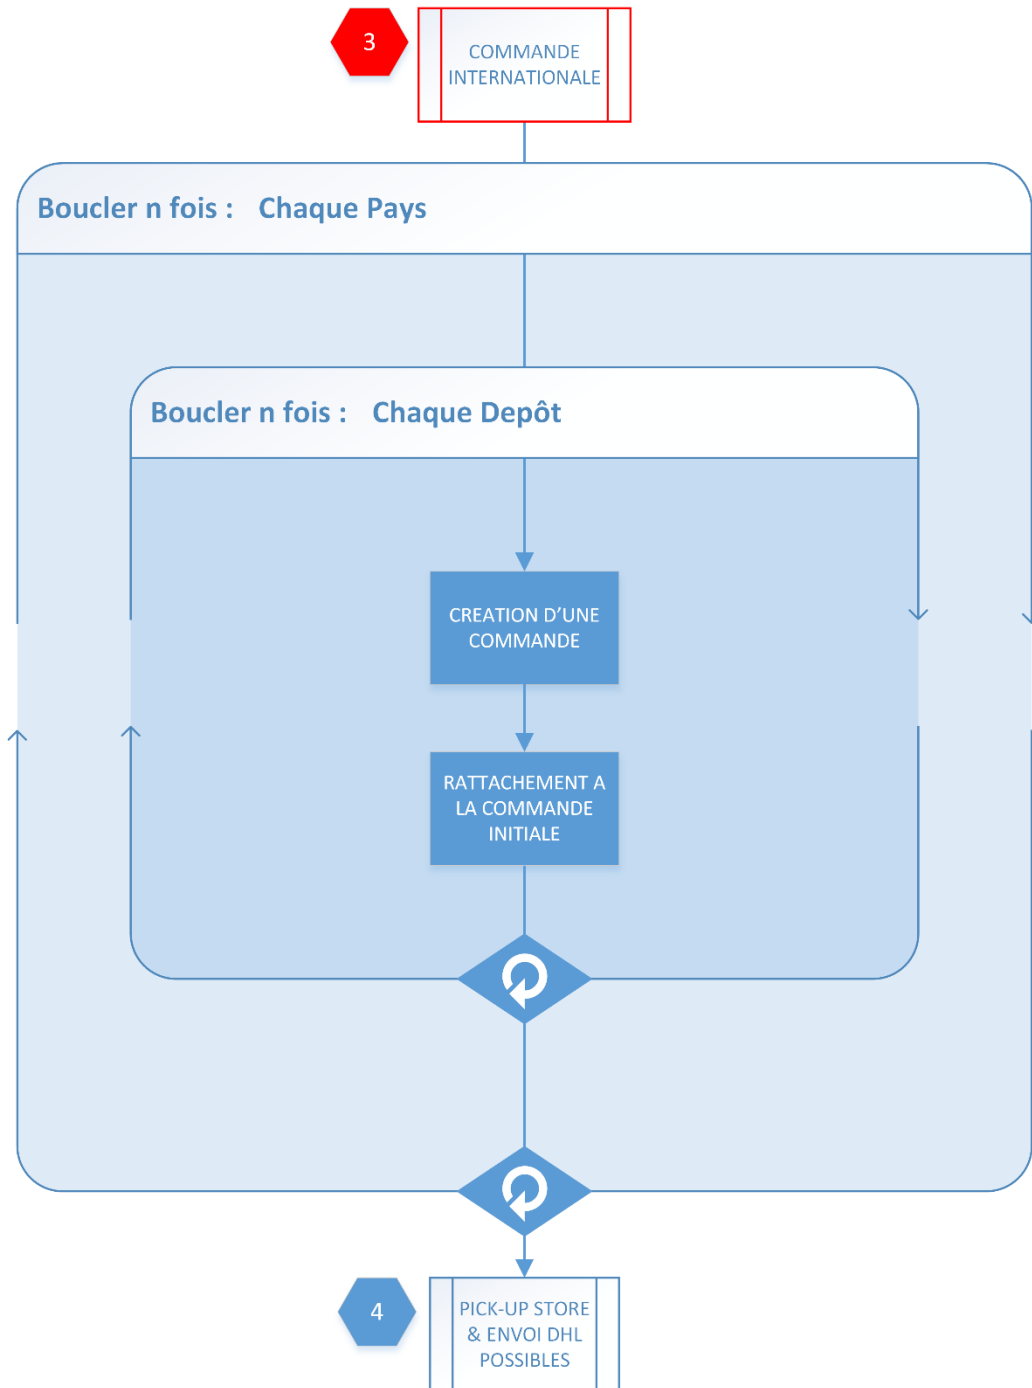 3
COMMANDE
INTERNATIONALE
Boucler n fois : Chaque Pays
Boucler n fois : Chaque Depôt
CREATION D’UNE
COMMANDE
RATTACHEMENT A
LA COMMANDE
INITIALE
4
PICK-UP STORE
& ENVOI DHL
POSSIBLES